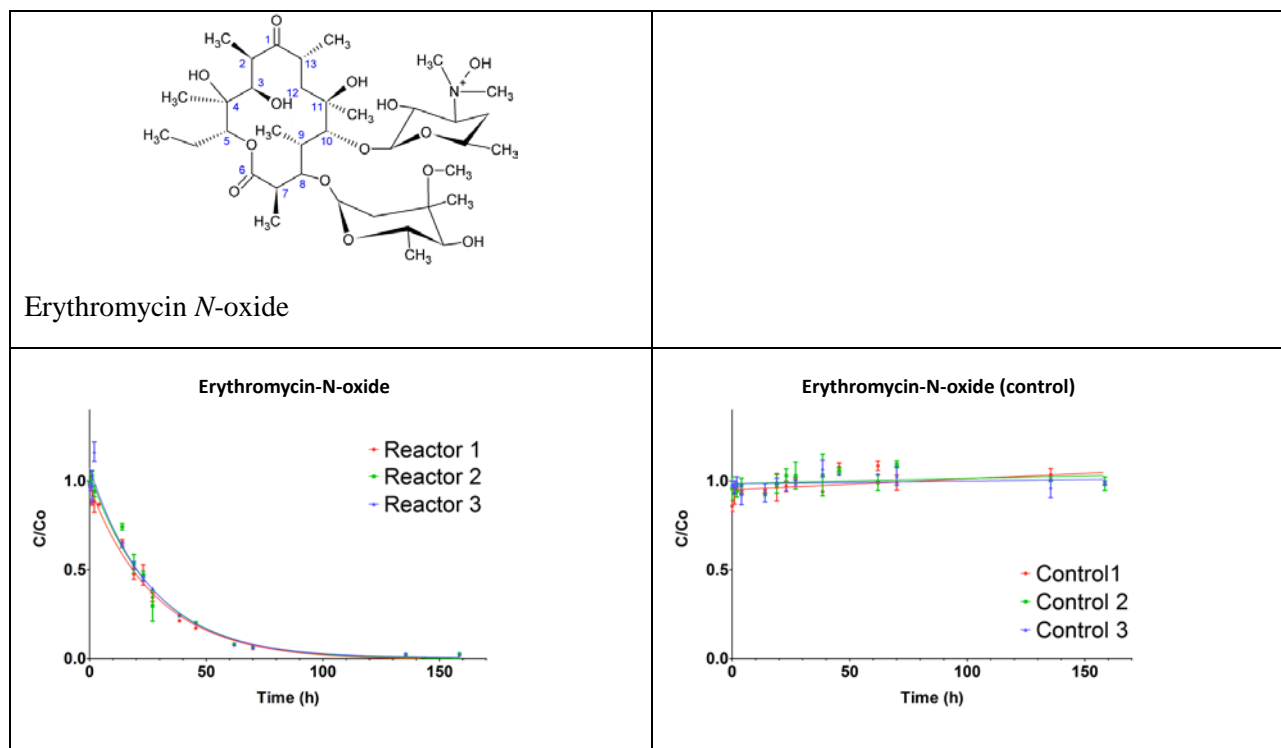 O
H₃C
CH₃
1
2
13
HO
3
12
OH
H₃C
4
OH
11
CH₃
H₃C
5
O
H₃C
9
10
O
6
O
7
8
O
H₃C
OH
H₃C
N⁺
CH₃
HO
O
CH₃
O–CH₃
CH₃
O
OH
CH₃
Erythromycin N-oxide
Erythromycin-N-oxide
Reactor 1
Reactor 2
Reactor 3
C/Co
1.0
0.5
0.0
0 50 100 150
Time (h)
Erythromycin-N-oxide (control)
Control1
Control 2
Control 3
C/Co
1.0
0.5
0.0
0 50 100 150
Time (h)